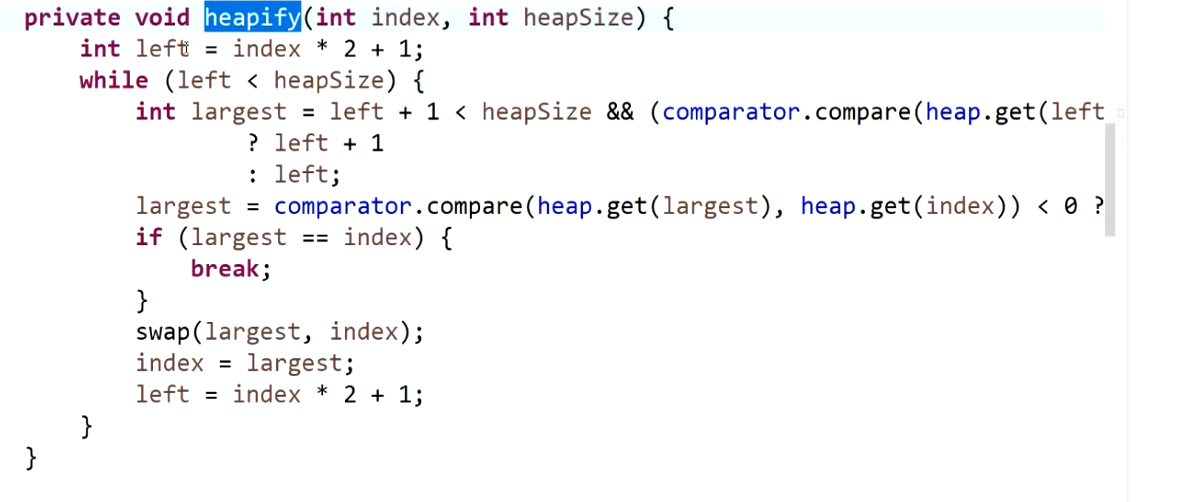 private void heapify(int index, int heapSize) {
    int left = index * 2 + 1;
    while (left < heapSize) {
        int largest = left + 1 < heapSize && (comparator.compare(heap.get(left
                ? left + 1
                : left;
        largest = comparator.compare(heap.get(largest), heap.get(index)) < 0 ?
        if (largest == index) {
            break;
        }
        swap(largest, index);
        index = largest;
        left = index * 2 + 1;
    }
}